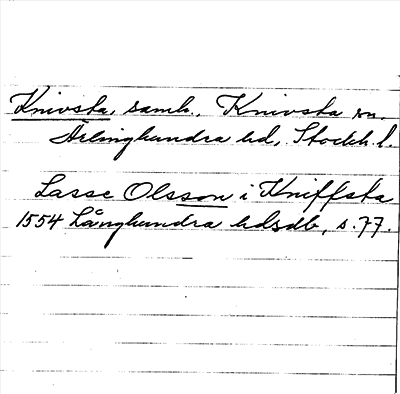 Knivsta, samh., Knivsta sn.
Ärlinghundra hd, Stockh. l.
Lasse Olsson i Kniffsta
1554 Långhundra hdsdb, s. 77.